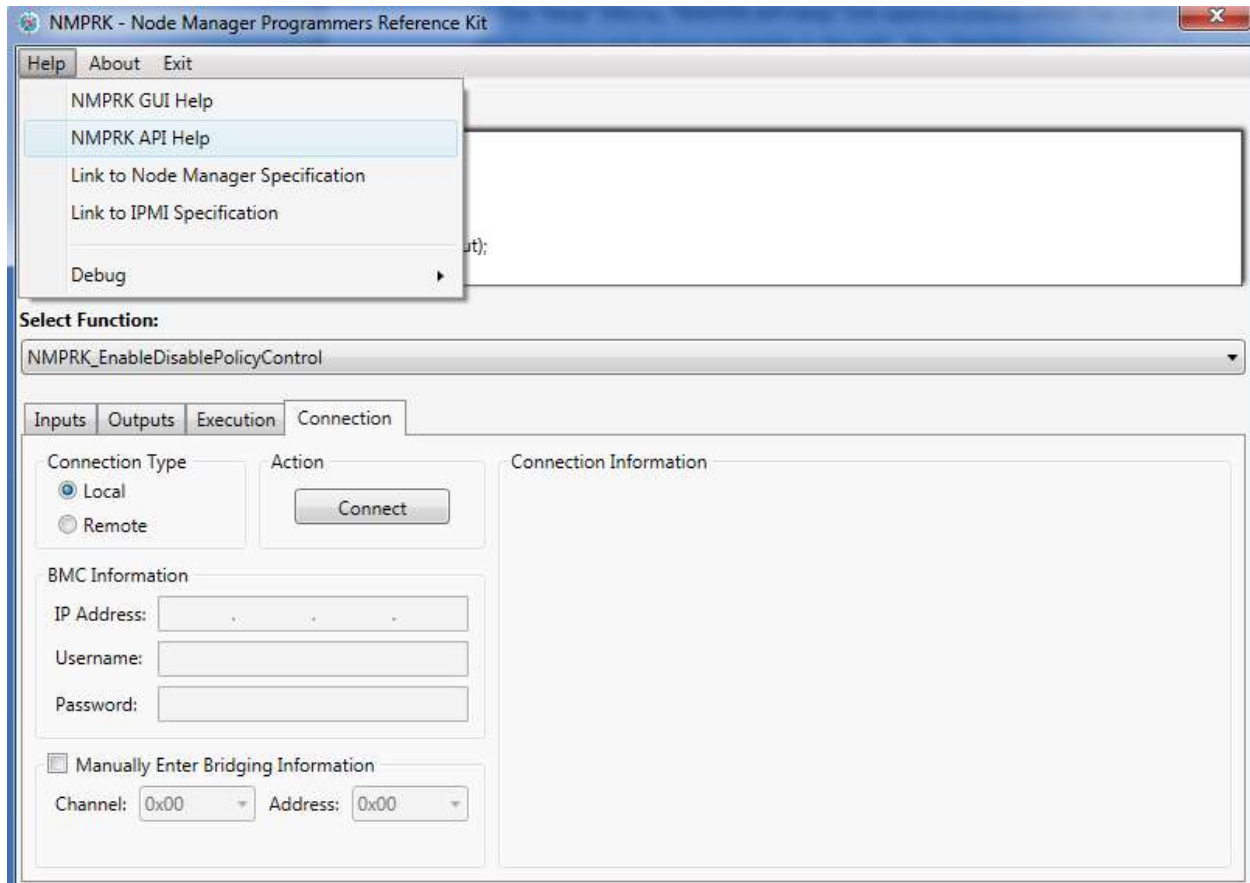 NMPRK - Node Manager Programmers Reference Kit
Help About Exit
NMPRK GUI Help
NMPRK API Help
Link to Node Manager Specification
Link to IPMI Specification
ut);
Debug
Select Function:
NMPRK_EnableDisablePolicyControl
Inputs Outputs Execution Connection
Connection Type Action Connection Information
Local
Connect
Remote
BMC Information
IP Address: . . .
Username:
Password:
Manually Enter Bridging Information
Channel: 0x00 Address: 0x00